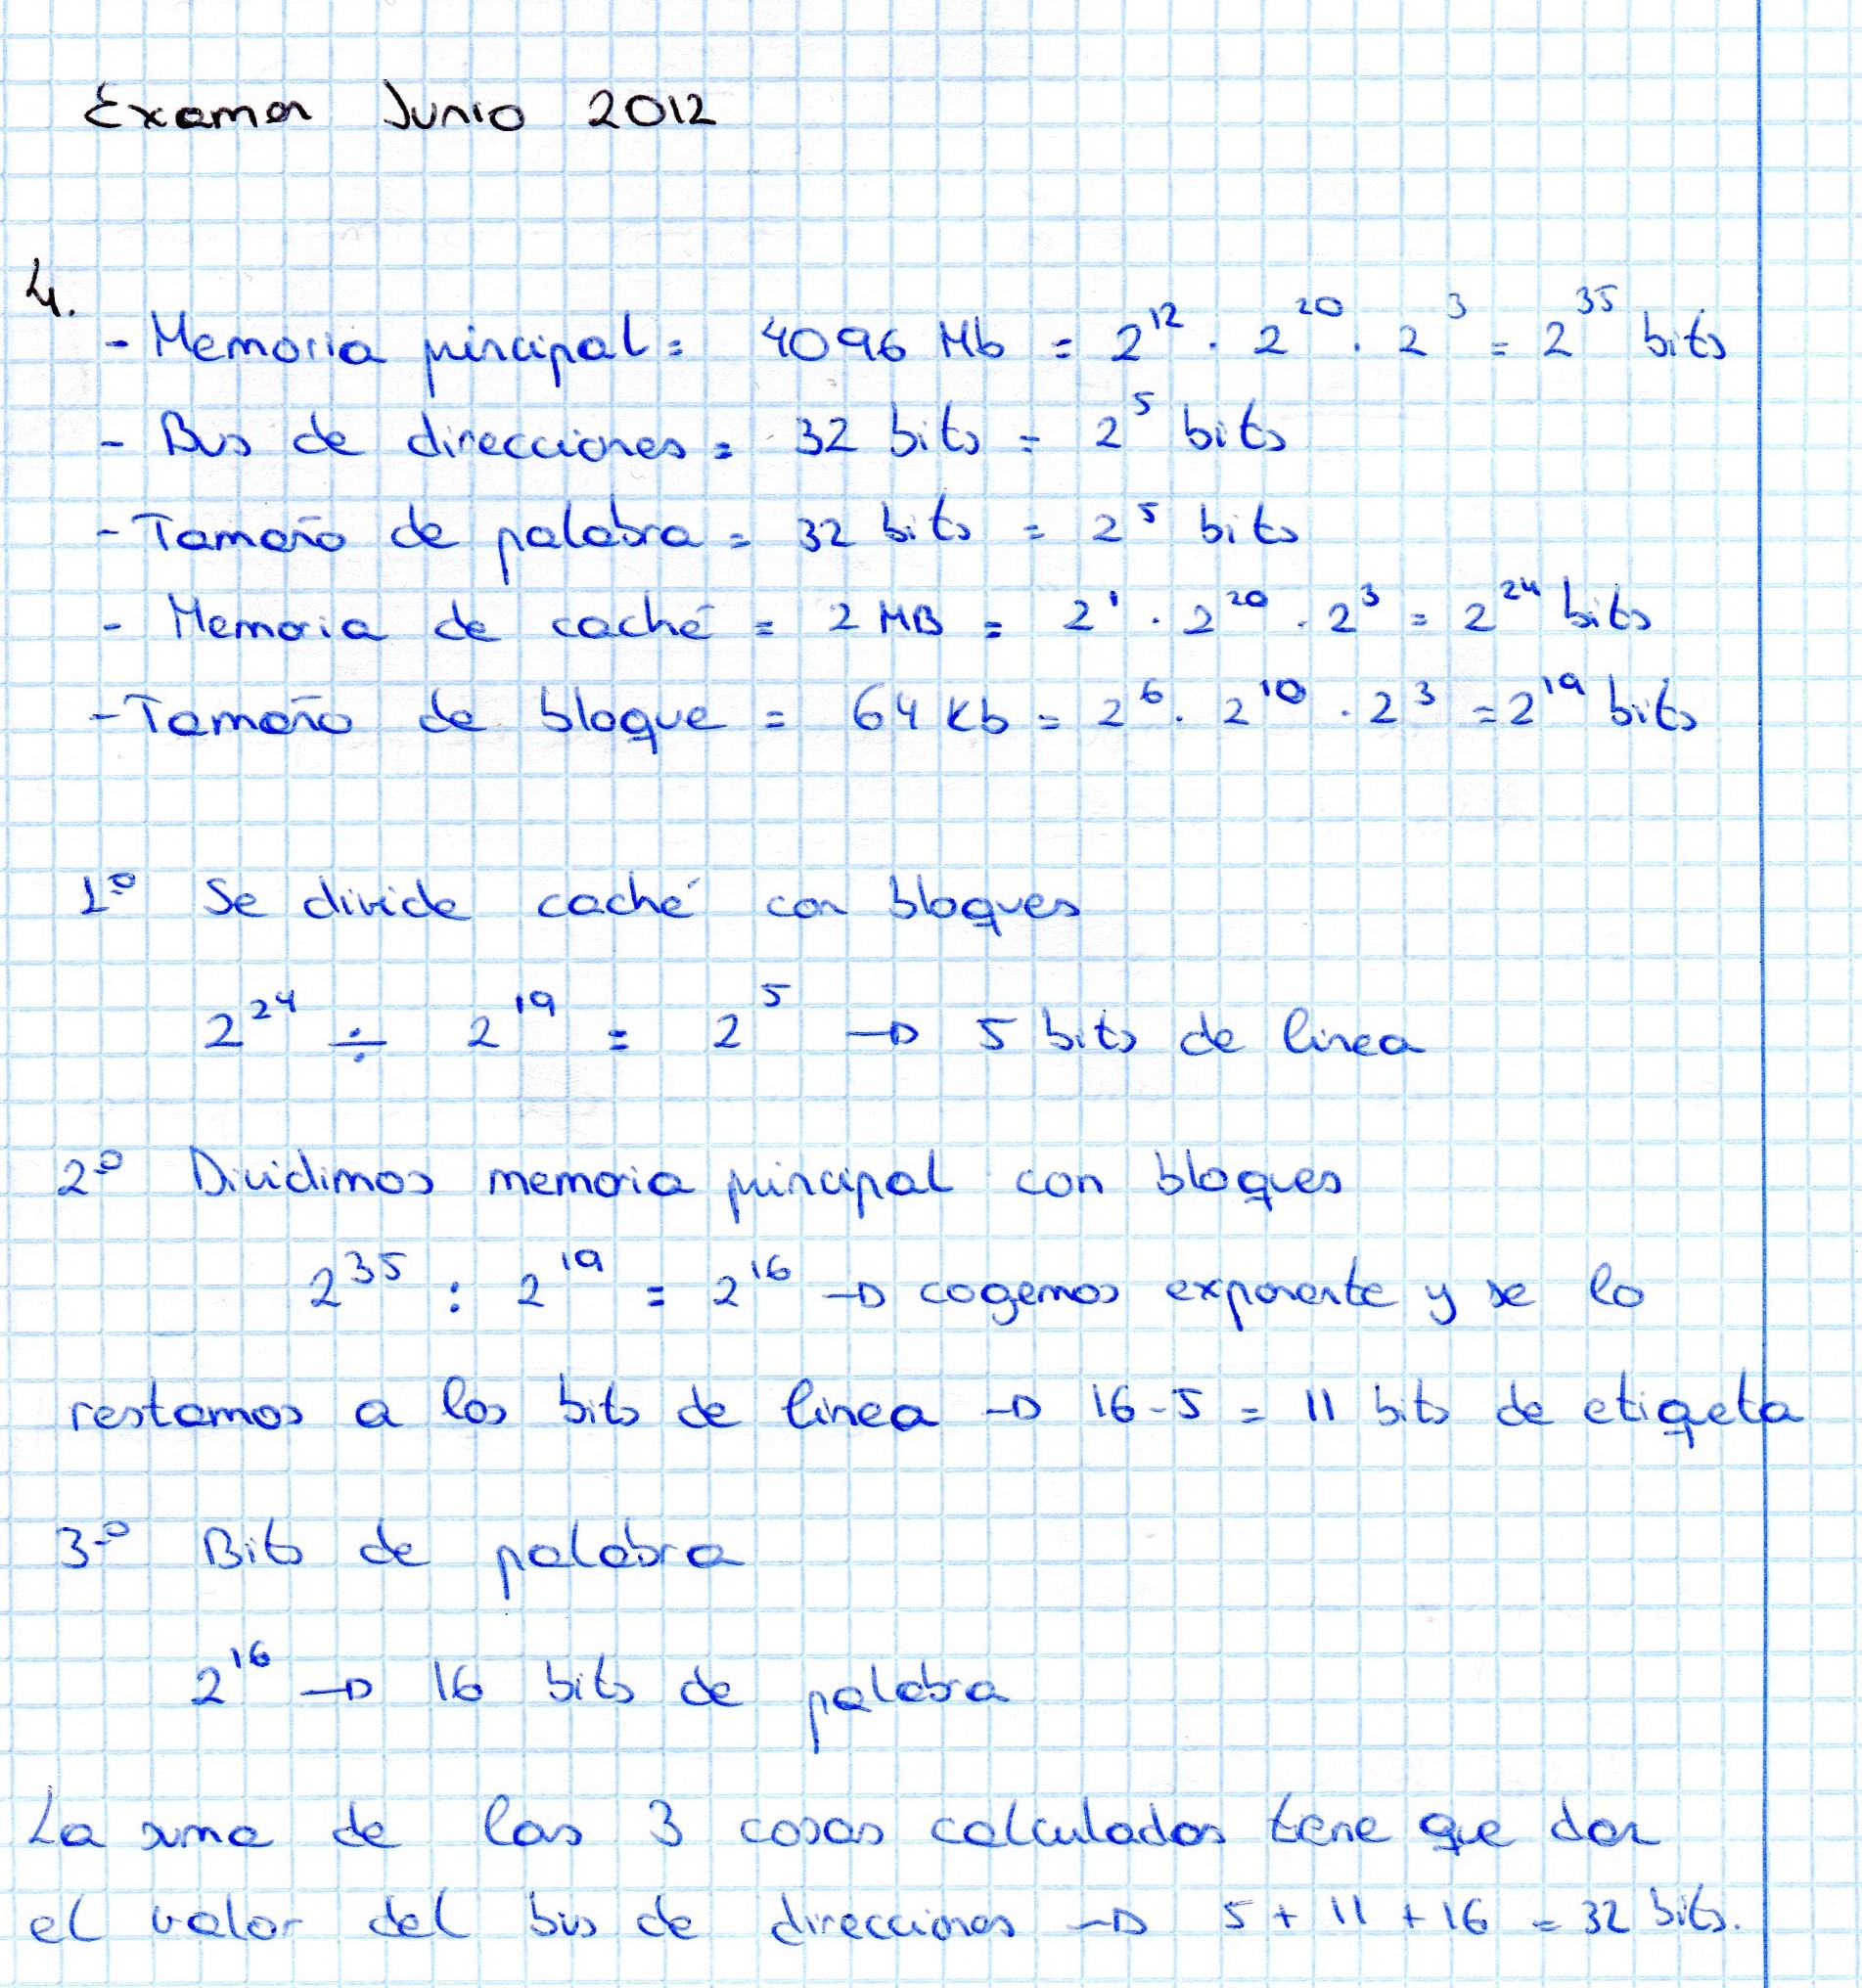 Examen Junio 2012
4.
- Memoria principal = 4096 Mb = 2^12 · 2^20 · 2^3 = 2^35 bits
- Bus de direcciones = 32 bits = 2^5 bits
- Tamaño de palabra = 32 bits = 2^5 bits
- Memoria de caché = 2 MB = 2^1 · 2^20 · 2^3 = 2^24 bits
- Tamaño de bloque = 64 Kb = 2^6 · 2^10 · 2^3 = 2^19 bits
1º Se divide caché con bloques
2^24 ÷ 2^19 = 2^5 → 5 bits de linea
2º Dividimos memoria principal con bloques
2^35 : 2^19 = 2^16 → cogemos exponente y se lo
restamos a los bits de linea → 16-5 = 11 bits de etiqueta
3º Bits de palabra
2^16 → 16 bits de palabra
La suma de las 3 cosas calculadas tiene que dar
el valor del bus de direcciones → 5 + 11 + 16 = 32 bits.